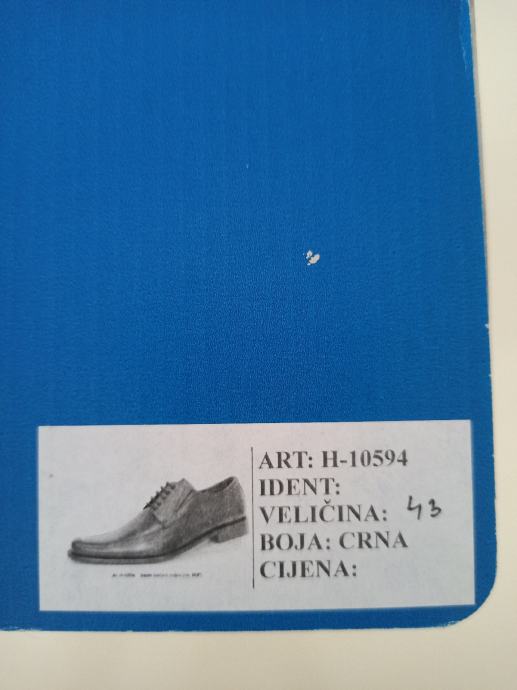 ART: H-10594
IDENT:
VELIČINA: 43
BOJA: CRNA
CIJENA: